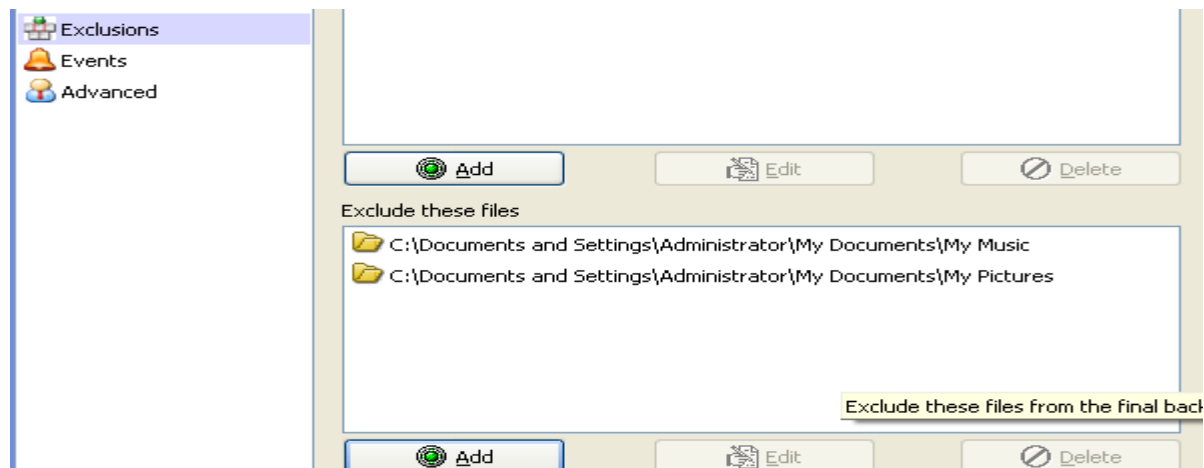 Exclusions
Events
Advanced
Add Edit Delete
Exclude these files
C:\Documents and Settings\Administrator\My Documents\My Music
C:\Documents and Settings\Administrator\My Documents\My Pictures
Exclude these files from the final back
Add Edit Delete